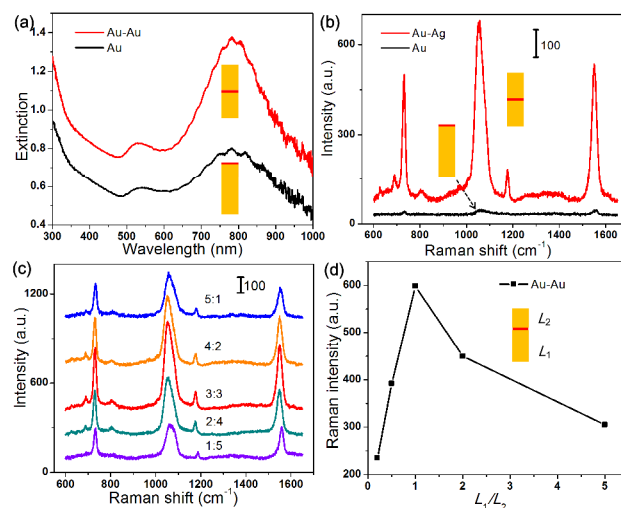 (a)
Au-Au
Au
Extinction
1.4
1.2
1.0
0.8
0.6
0.4
300 400 500 600 700 800 900 1000
Wavelength (nm)
(b)
Au-Ag
Au
100
Intensity (a.u.)
600
300
0
600 800 1000 1200 1400 1600
Raman shift (cm-1)
(c)
100
5:1
4:2
3:3
2:4
1:5
Intensity (a.u.)
1200
600
0
600 800 1000 1200 1400 1600
Raman shift (cm-1)
(d)
Au-Au
L2
L1
Raman intensity (a.u.)
600
500
400
300
200
0 1 2 3 4 5
L1/L2